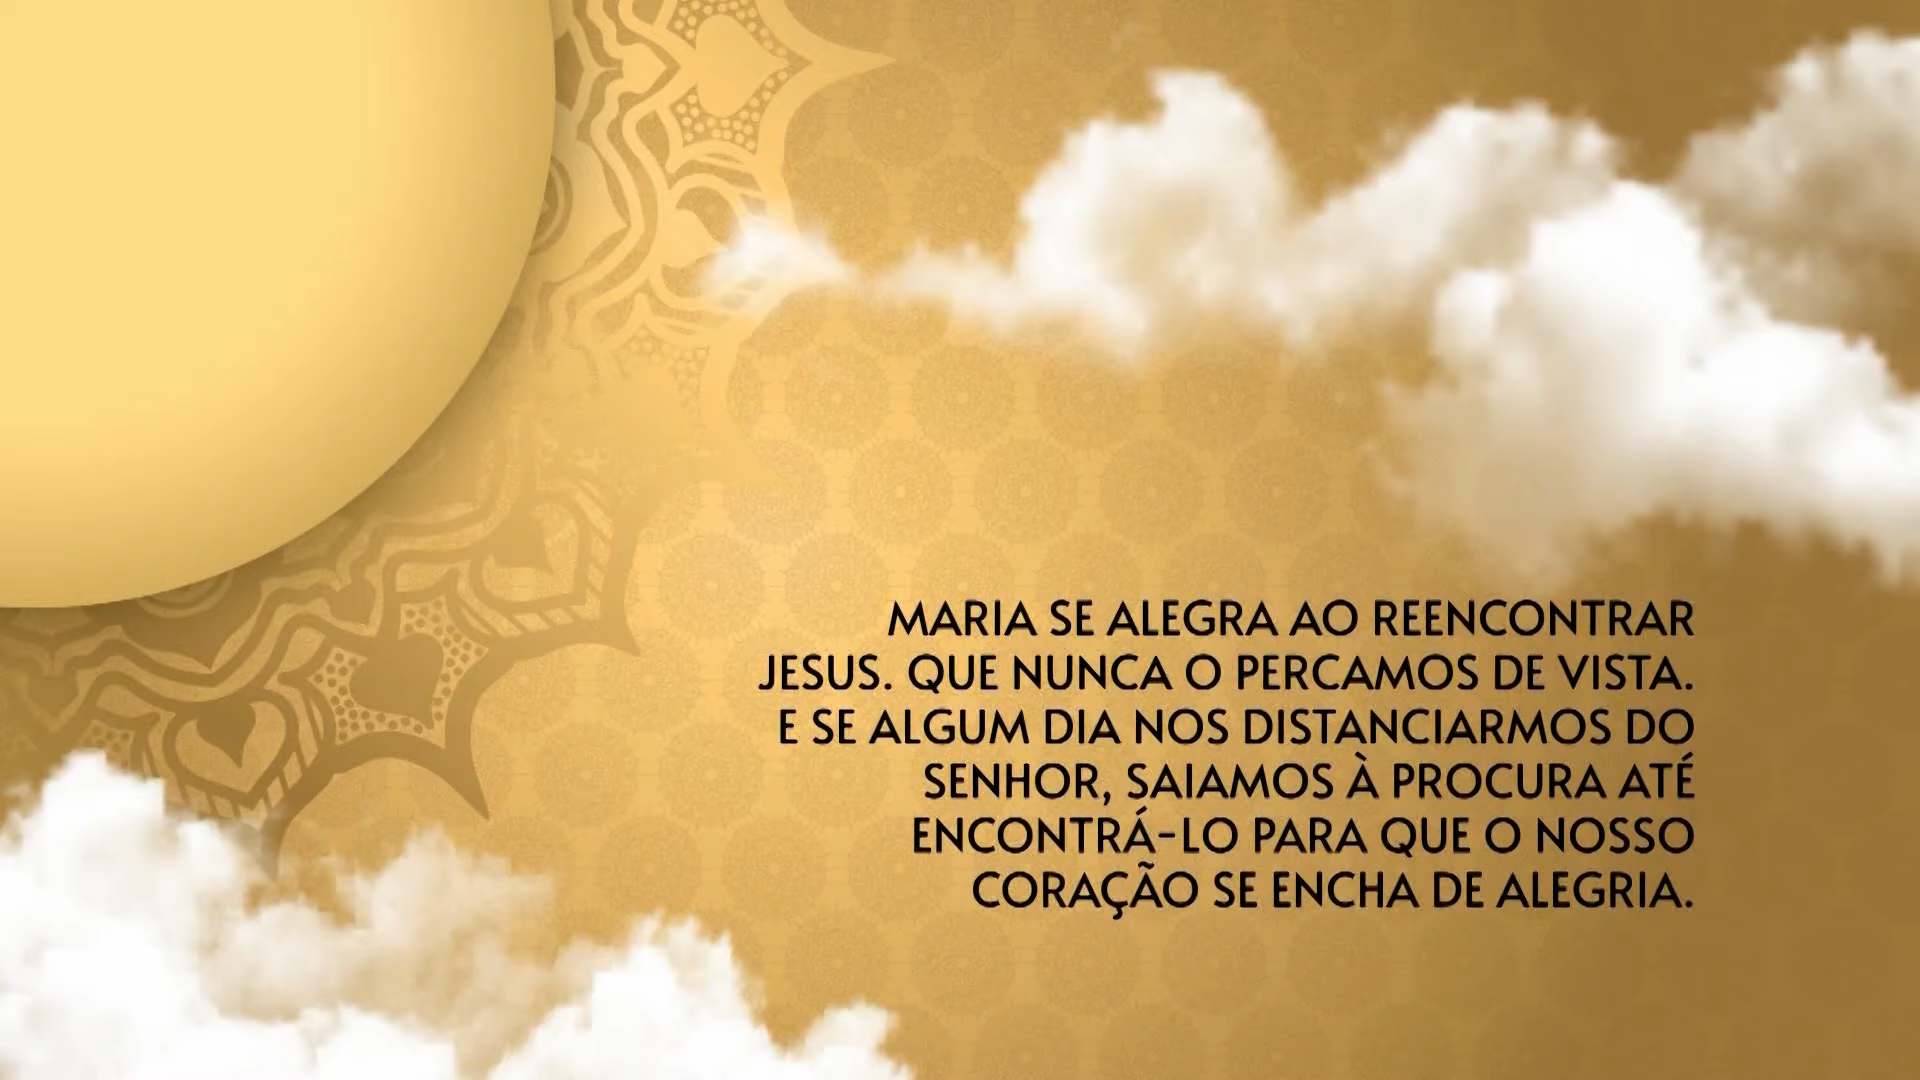 MARIA SE ALEGRA AO REENCONTRAR
JESUS. QUE NUNCA O PERCAMOS DE VISTA.
E SE ALGUM DIA NOS DISTANCIARMOS DO
SENHOR, SAIAMOS À PROCURA ATÉ
ENCONTRÁ-LO PARA QUE O NOSSO
CORAÇÃO SE ENCHA DE ALEGRIA.